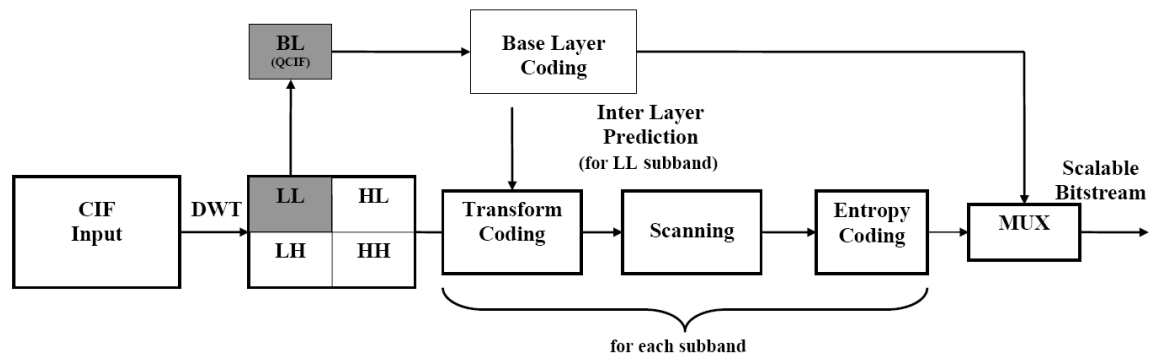 BL
(QCIF)
Base Layer
Coding
Inter Layer
Prediction
(for LL subband)
CIF
Input
DWT
LL
HL
LH
HH
Transform
Coding
Scanning
Entropy
Coding
MUX
Scalable
Bitstream
for each subband